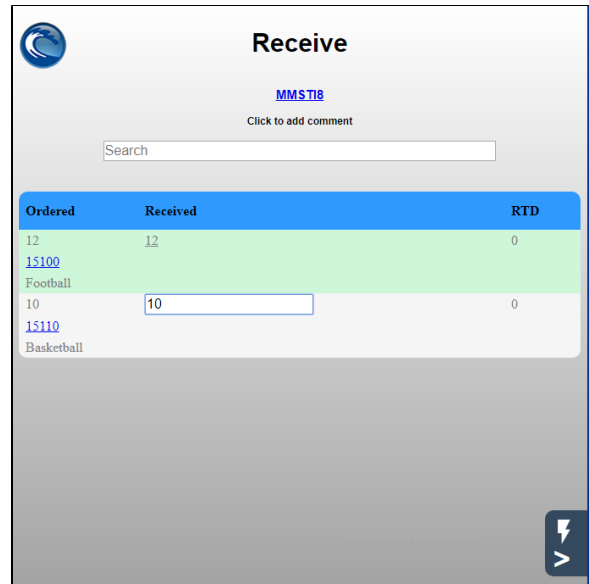 Receive
MMSTI8
Click to add comment
Search
Ordered Received RTD
12 12 0
15100
Football
10 10 0
15110
Basketball
>